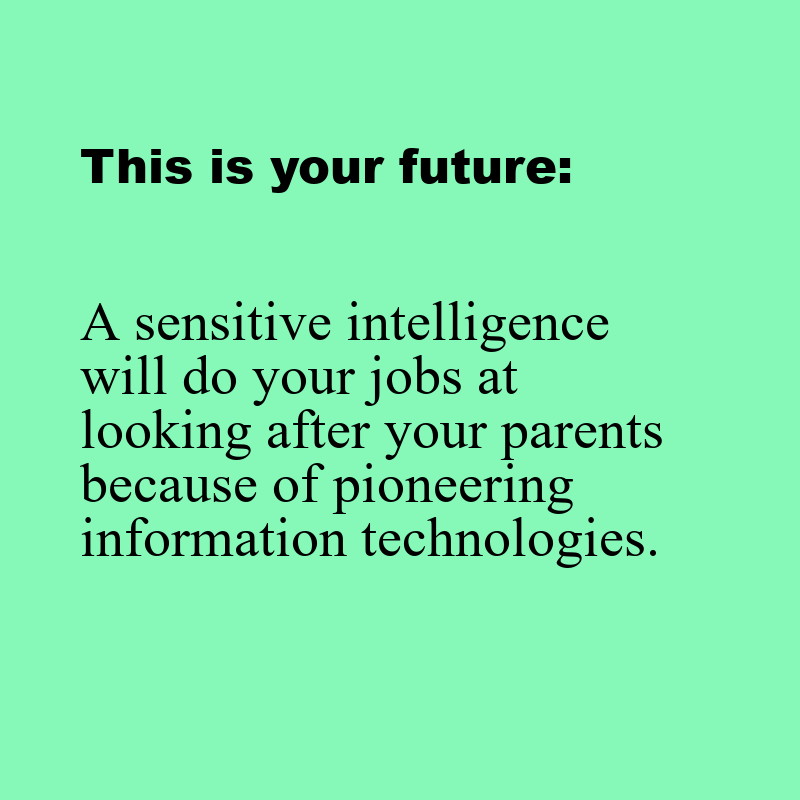 This is your future:
A sensitive intelligence
will do your jobs at
looking after your parents
because of pioneering
information technologies.